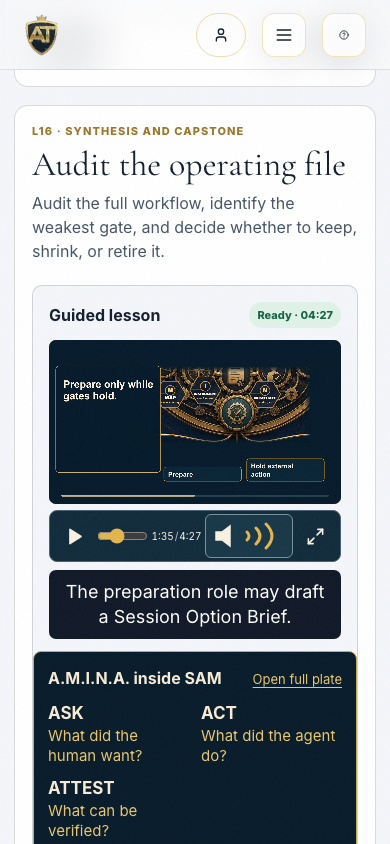 AT
L16 · SYNTHESIS AND CAPSTONE
Audit the operating file
Audit the full workflow, identify the
weakest gate, and decide whether to keep,
shrink, or retire it.
Guided lesson
Ready · 04:27
Prepare only while
gates hold.
Prepare
Hold external
action
1:35/4:27
The preparation role may draft
a Session Option Brief.
A.M.I.N.A. inside SAM
Open full plate
ASK
What did the
human want?
ACT
What did the agent
do?
ATTEST
What can be
verified?